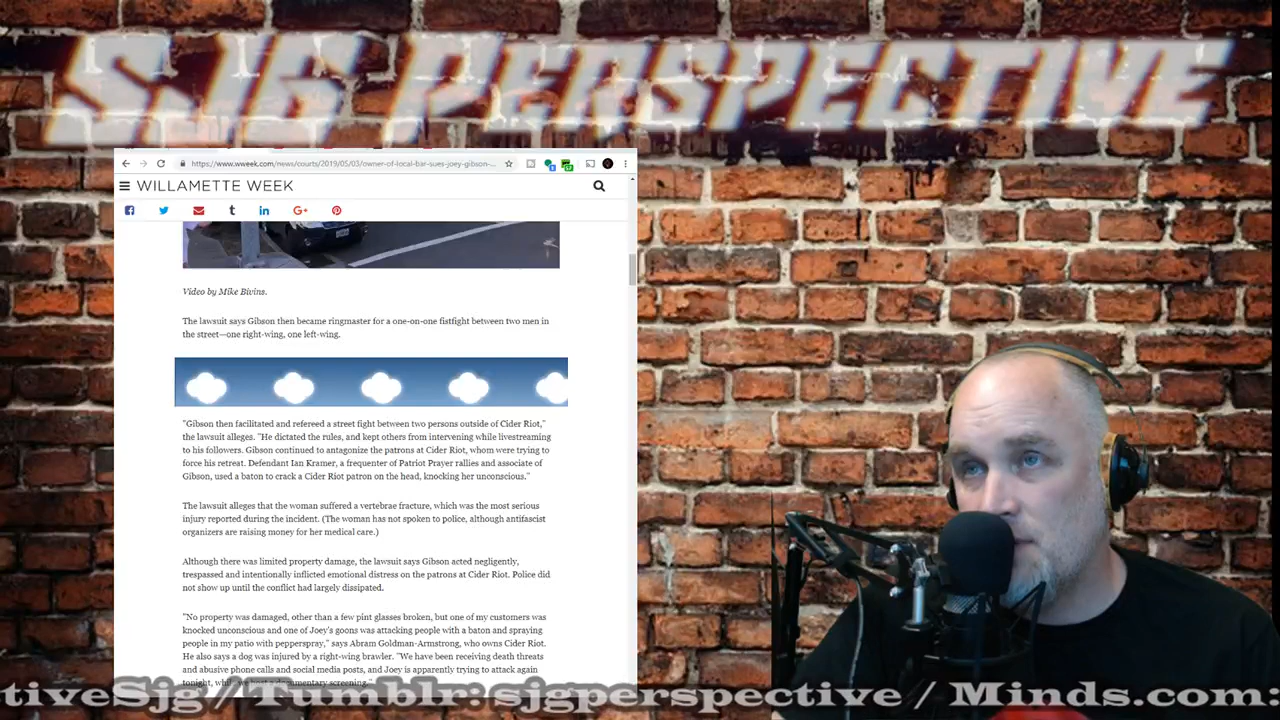 SJG PERSPECTIVE
https://www.wweek.com/news/courts/2019/05/03/owner-of-local-bar-sues-joey-gibson-...
WILLAMETTE WEEK
Video by Mike Bivins.
The lawsuit says Gibson then became ringmaster for a one-on-one fistfight between two men in
the street—one right-wing, one left-wing.
"Gibson then facilitated and refereed a street fight between two persons outside of Cider Riot,"
the lawsuit alleges. "He dictated the rules, and kept others from intervening while livestreaming
to his followers. Gibson continued to antagonize the patrons at Cider Riot, whom were trying to
force his retreat. Defendant Ian Kramer, a frequenter of Patriot Prayer rallies and associate of
Gibson, used a baton to crack a Cider Riot patron on the head, knocking her unconscious."
The lawsuit alleges that the woman suffered a vertebrae fracture, which was the most serious
injury reported during the incident. (The woman has not spoken to police, although antifascist
organizers are raising money for her medical care.)
Although there was limited property damage, the lawsuit says Gibson acted negligently,
trespassed and intentionally inflicted emotional distress on the patrons at Cider Riot. Police did
not show up until the conflict had largely dissipated.
"No property was damaged, other than a few pint glasses broken, but one of my customers was
knocked unconscious and one of Joey's goons was attacking people with a baton and spraying
people in my patio with pepperspray," says Abram Goldman-Armstrong, who owns Cider Riot.
He also says a dog was injured by a right-wing brawler. "We have been receiving death threats
and abusive phone calls and social media posts, and Joey is apparently trying to attack again
tonight, while we host a documentary screening."
tiveSjg//Tumblr: sjgperspective / Minds.com: